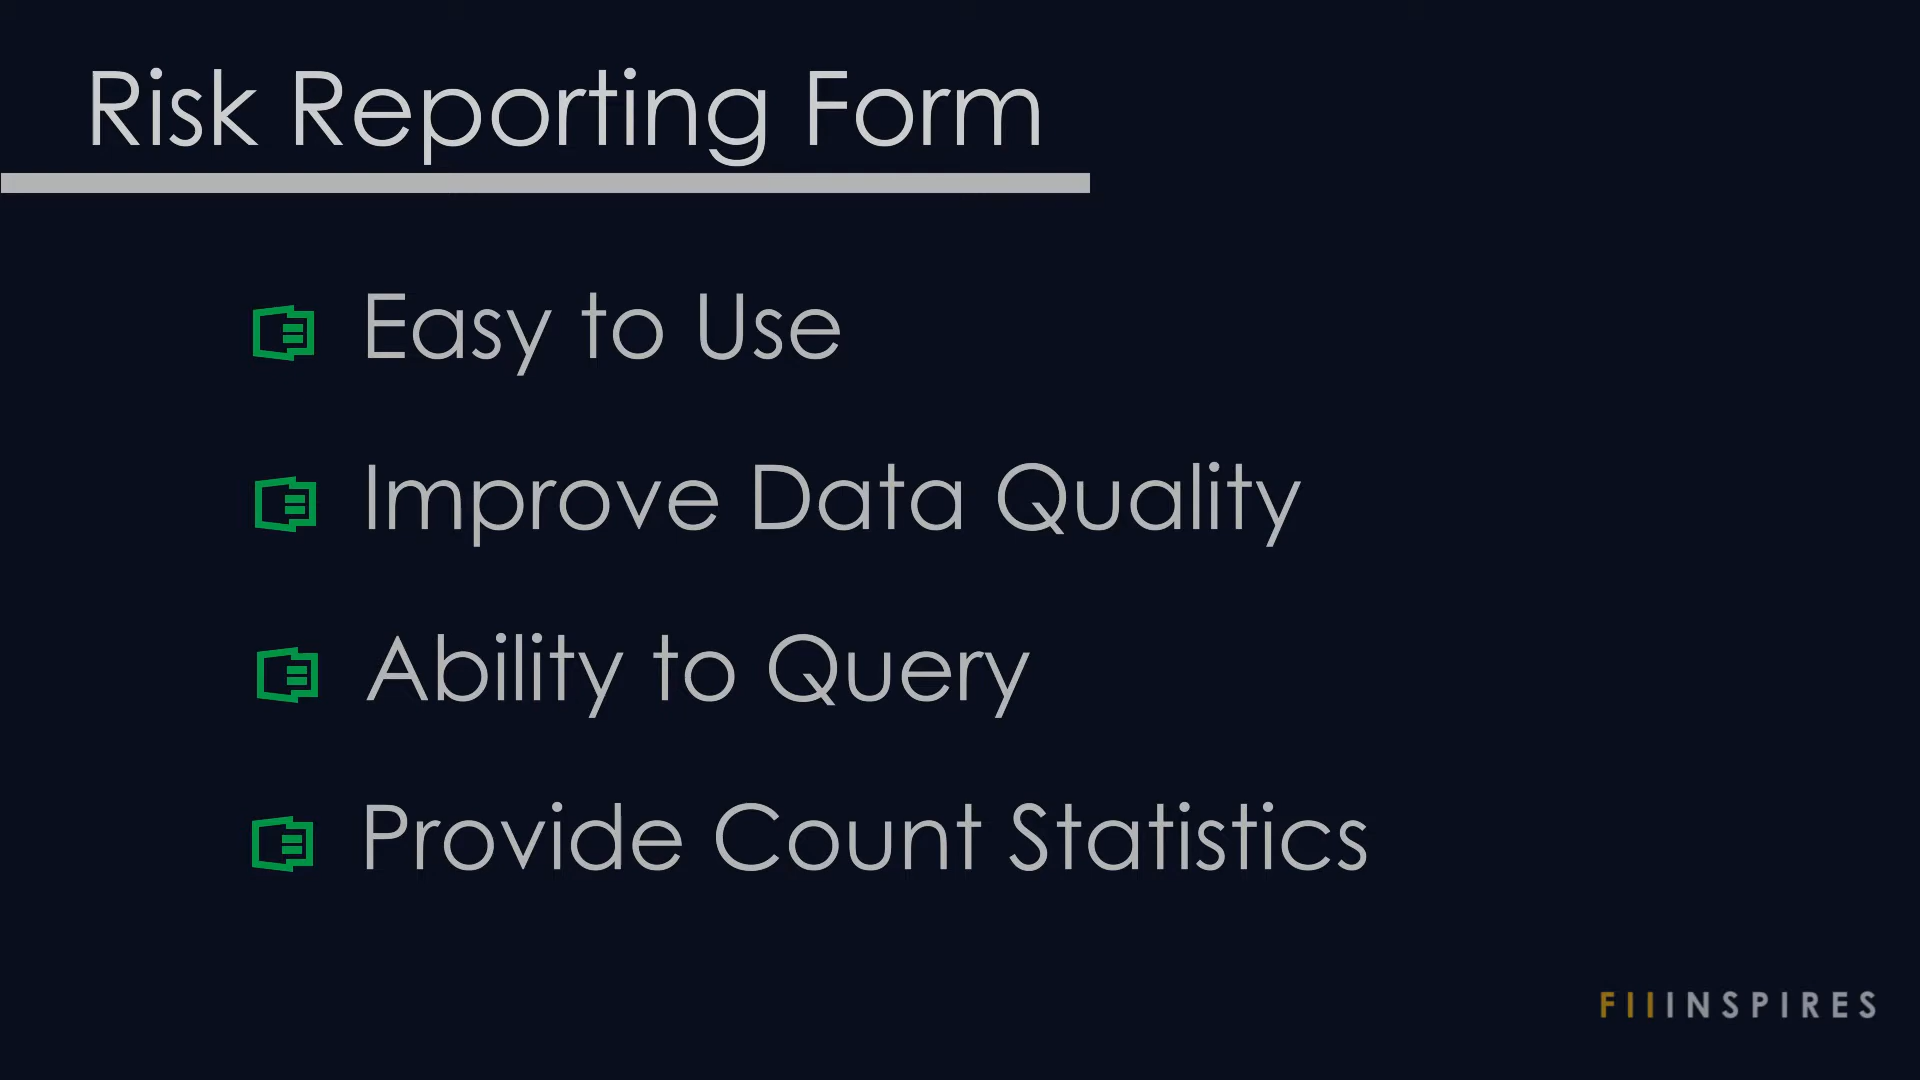 Risk Reporting Form
Easy to Use
Improve Data Quality
Ability to Query
Provide Count Statistics
FIIINSPIRES